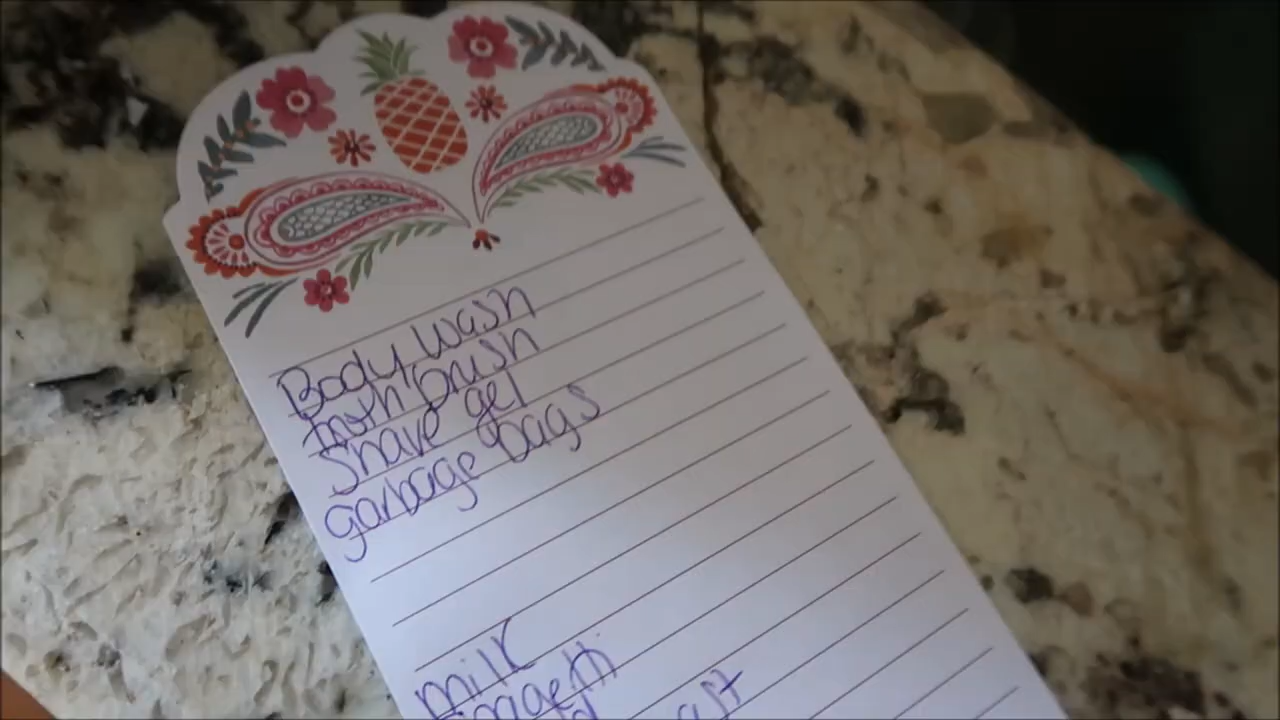 Body wash
tooth brush
Shave gel
garbage bags
milk